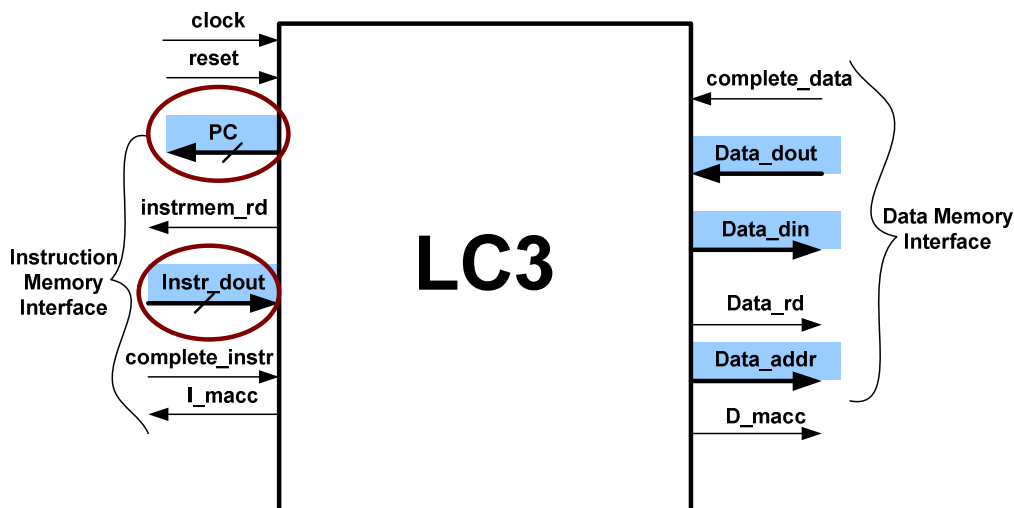 clock
reset
PC
instrmem_rd
Instruction
Memory
Interface
Instr_dout
complete_instr
I_macc
LC3
complete_data
Data_dout
Data_din
Data Memory
Interface
Data_rd
Data_addr
D_macc